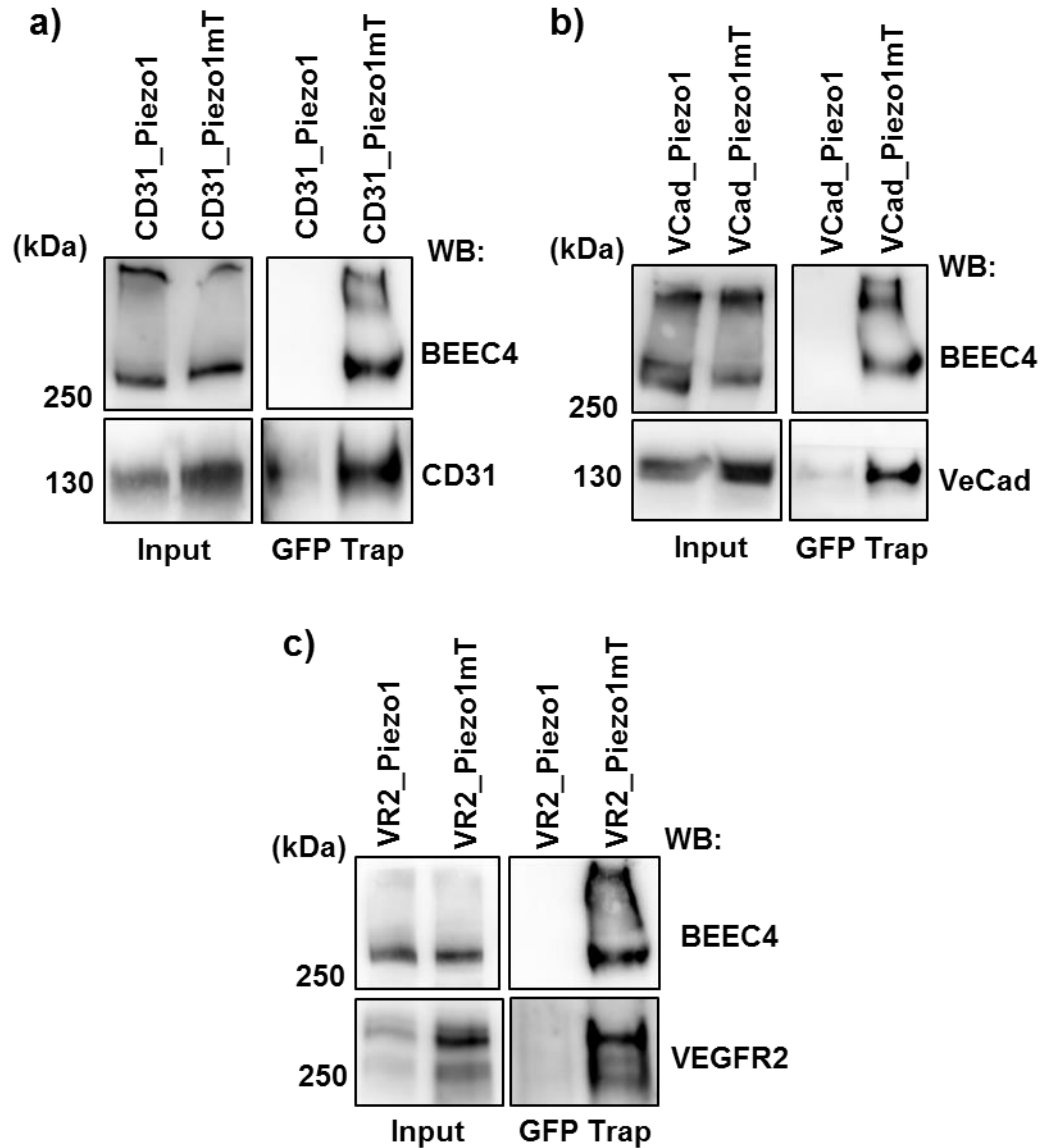 a)
CD31_Piezo1
CD31_Piezo1mT
CD31_Piezo1
CD31_Piezo1mT
(kDa)
WB:
BEEC4
250
130
CD31
Input
GFP Trap
b)
VCad_Piezo1
VCad_Piezo1mT
VCad_Piezo1
VCad_Piezo1mT
(kDa)
WB:
BEEC4
250
130
VeCad
Input
GFP Trap
c)
VR2_Piezo1
VR2_Piezo1mT
VR2_Piezo1
VR2_Piezo1mT
(kDa)
WB:
BEEC4
250
VEGFR2
250
Input
GFP Trap